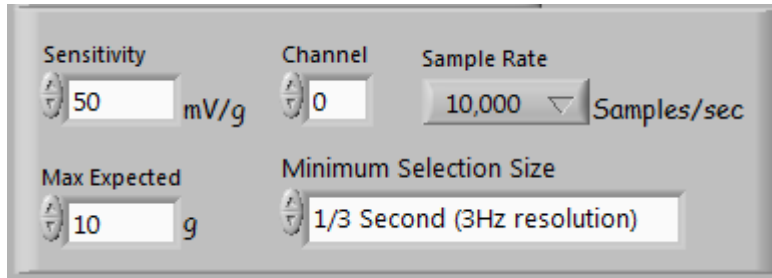 Sensitivity Channel Sample Rate
50 mV/g 0 10,000 Samples/sec
Max Expected Minimum Selection Size
10 g 1/3 Second (3Hz resolution)